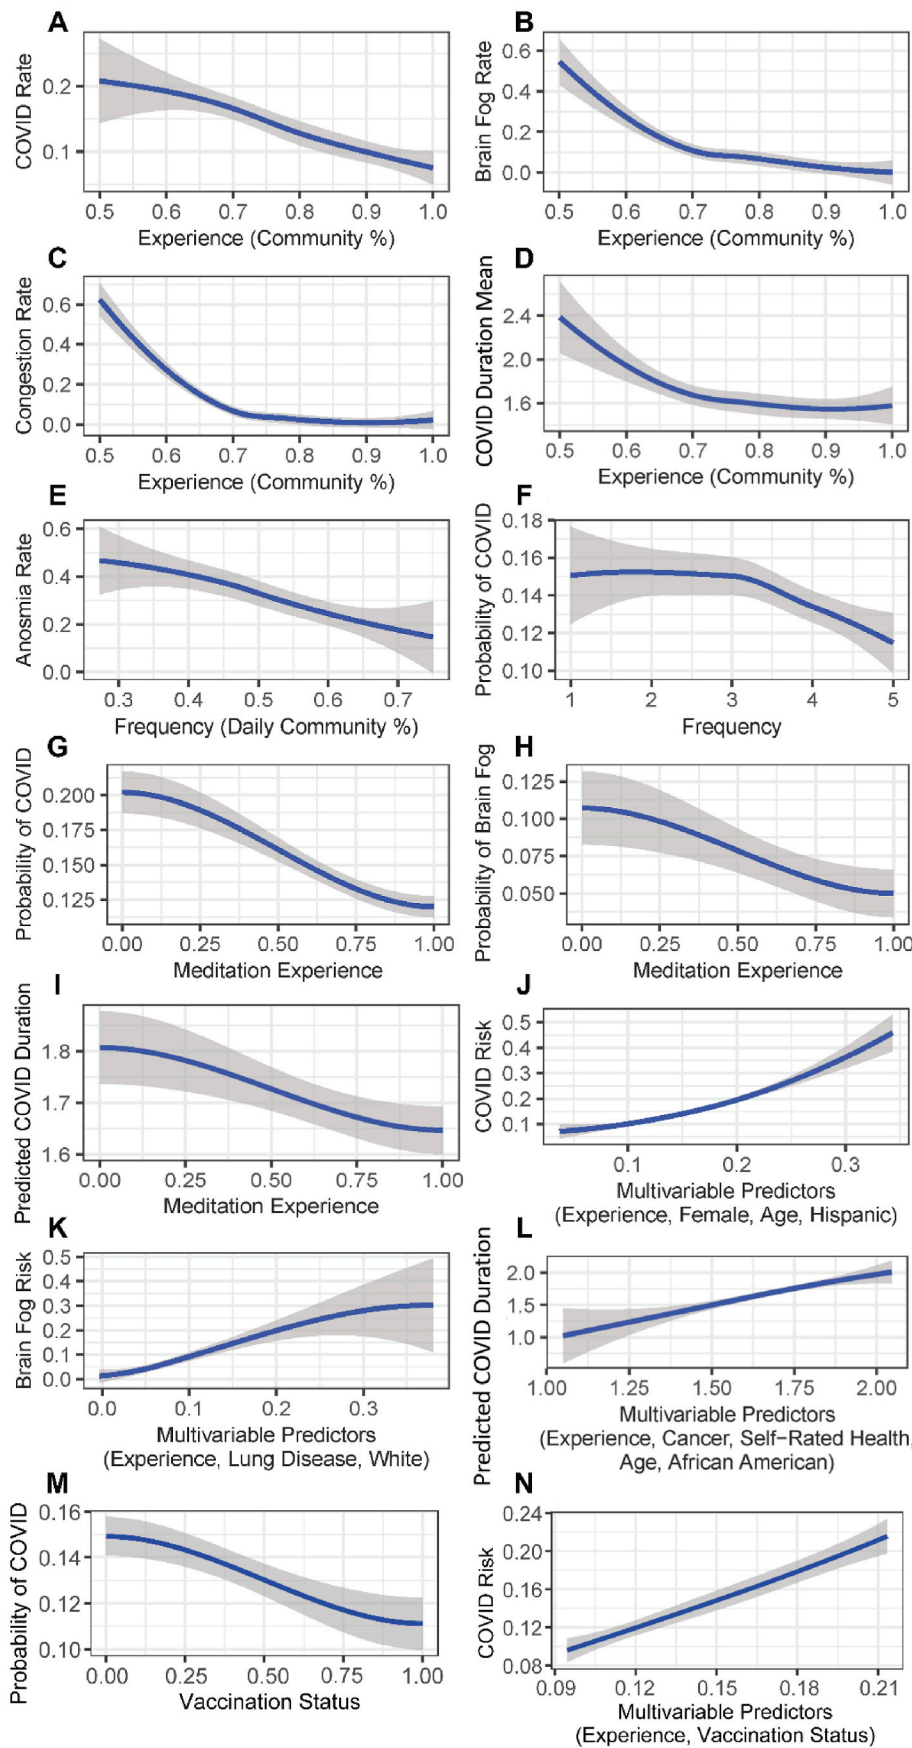 A
COVID Rate
0.2
0.1
0.5 0.6 0.7 0.8 0.9 1.0
Experience (Community %)
B
Brain Fog Rate
0.6
0.4
0.2
0.0
0.5 0.6 0.7 0.8 0.9 1.0
Experience (Community %)
C
Congestion Rate
0.6
0.4
0.2
0.0
0.5 0.6 0.7 0.8 0.9 1.0
Experience (Community %)
D
COVID Duration Mean
2.4
2.0
1.6
0.5 0.6 0.7 0.8 0.9 1.0
Experience (Community %)
E
Anosmia Rate
0.6
0.4
0.2
0.0
0.3 0.4 0.5 0.6 0.7
Frequency (Daily Community %)
F
Probability of COVID
0.18
0.16
0.14
0.12
0.10
1 2 3 4 5
Frequency
G
Probability of COVID
0.200
0.175
0.150
0.125
0.00 0.25 0.50 0.75 1.00
Meditation Experience
H
Probability of Brain Fog
0.125
0.100
0.075
0.050
0.00 0.25 0.50 0.75 1.00
Meditation Experience
I
Predicted COVID Duration
1.8
1.7
1.6
0.00 0.25 0.50 0.75 1.00
Meditation Experience
J
COVID Risk
0.5
0.4
0.3
0.2
0.1
0.1 0.2 0.3
Multivariable Predictors
(Experience, Female, Age, Hispanic)
K
Brain Fog Risk
0.5
0.4
0.3
0.2
0.1
0.0
0.0 0.1 0.2 0.3
Multivariable Predictors
(Experience, Lung Disease, White)
L
Predicted COVID Duration
2.0
1.5
1.0
1.00 1.25 1.50 1.75 2.00
Multivariable Predictors
(Experience, Cancer, Self-Rated Health,
Age, African American)
M
Probability of COVID
0.16
0.14
0.12
0.10
0.00 0.25 0.50 0.75 1.00
Vaccination Status
N
COVID Risk
0.24
0.20
0.16
0.12
0.08
0.09 0.12 0.15 0.18 0.21
Multivariable Predictors
(Experience, Vaccination Status)